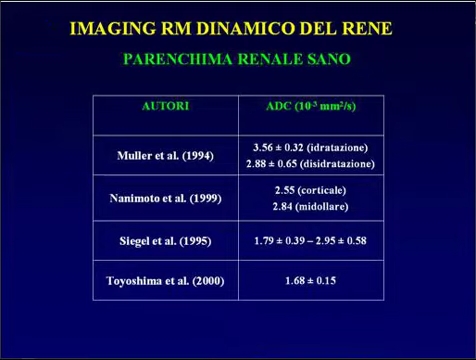 IMAGING RM DINAMICO DEL RENE
PARENCHIMA RENALE SANO
AUTORI
ADC (10-3 mm2/s)
Muller et al. (1994)
3.56 ± 0.32 (idratazione)
2.88 ± 0.65 (disidratazione)
Nanimoto et al. (1999)
2.55 (corticale)
2.84 (midollare)
Siegel et al. (1995)
1.79 ± 0.39 – 2.95 ± 0.58
Toyoshima et al. (2000)
1.68 ± 0.15